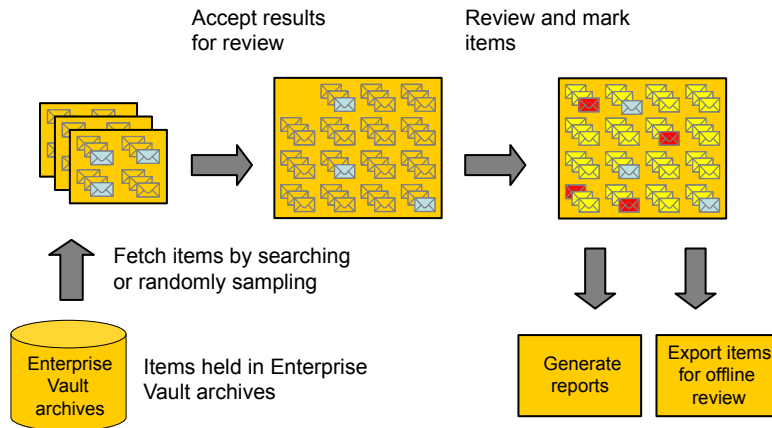 Accept results
for review
Review and mark
items
Fetch items by searching
or randomly sampling
Enterprise
Vault
archives
Items held in Enterprise
Vault archives
Generate
reports
Export items
for offline
review